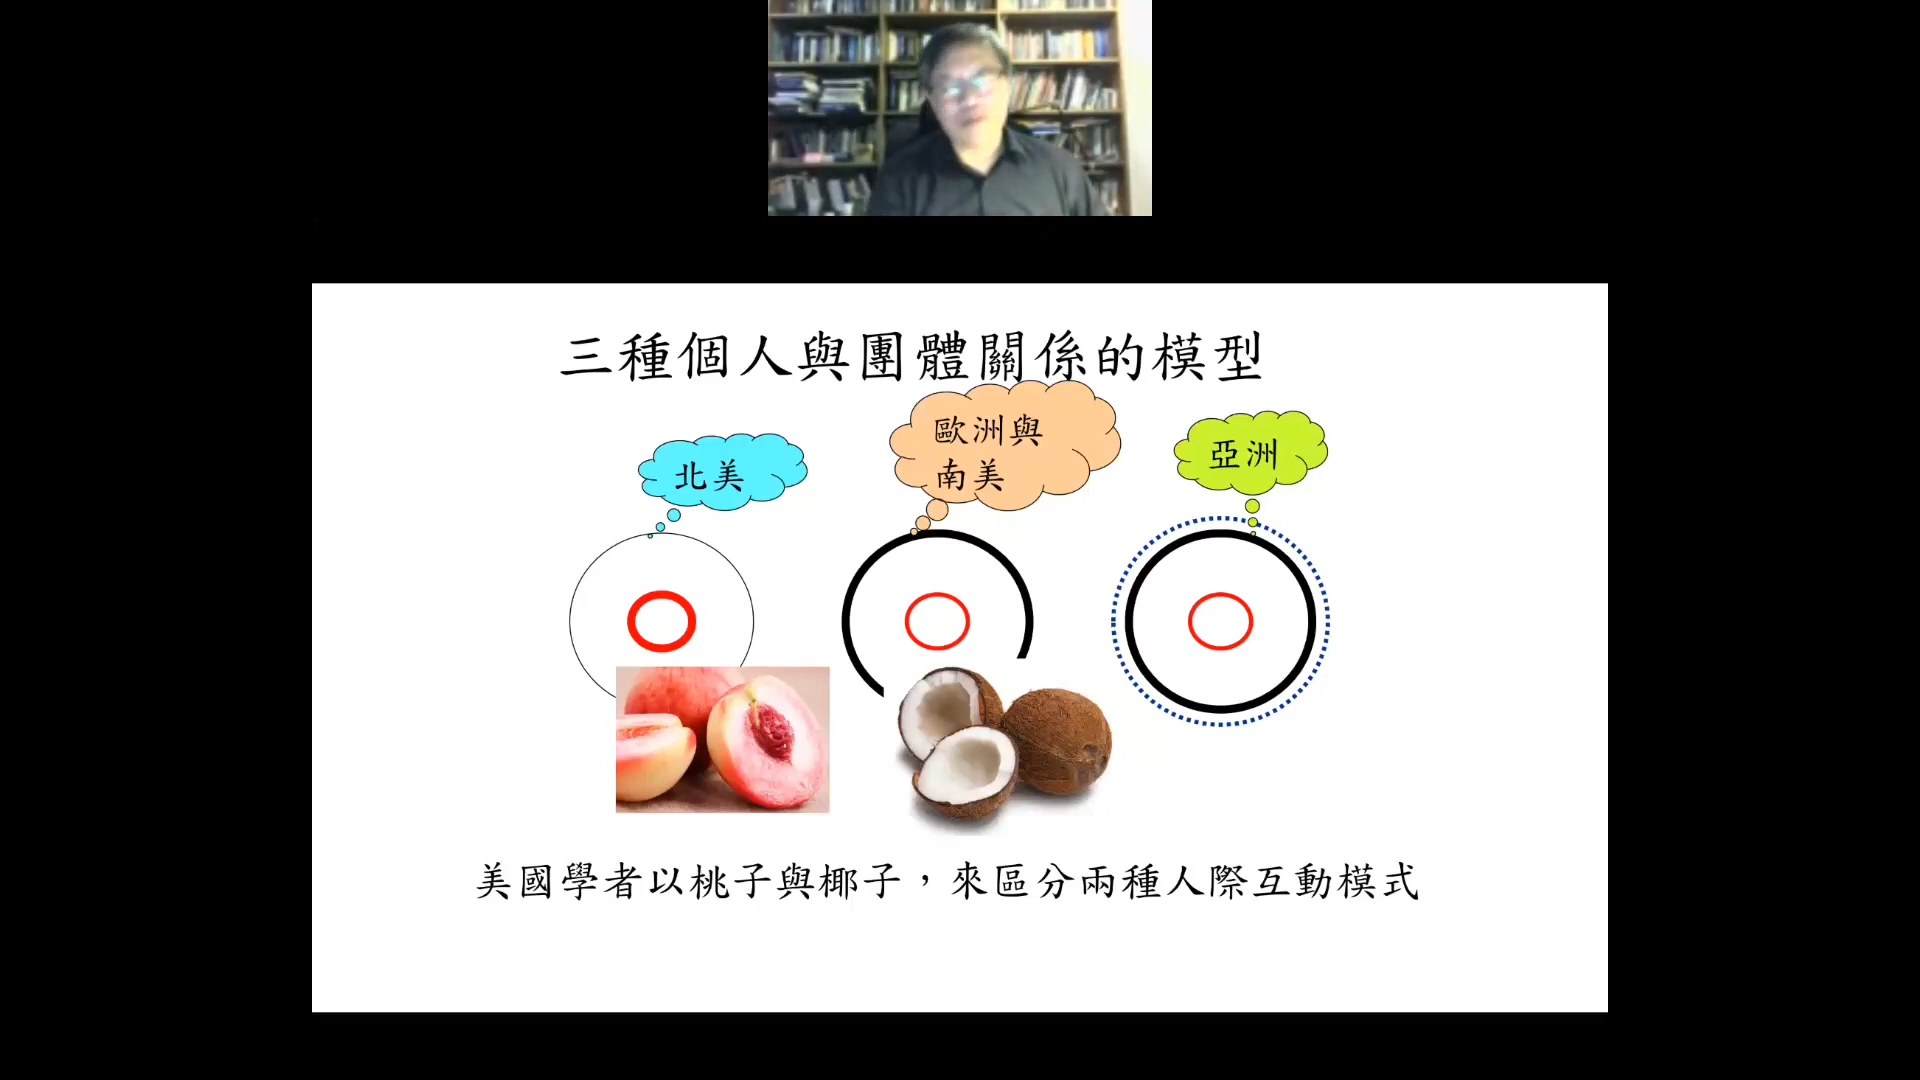 三種個人與團體關係的模型
北美
歐洲與
南美
亞洲
美國學者以桃子與椰子，來區分兩種人際互動模式